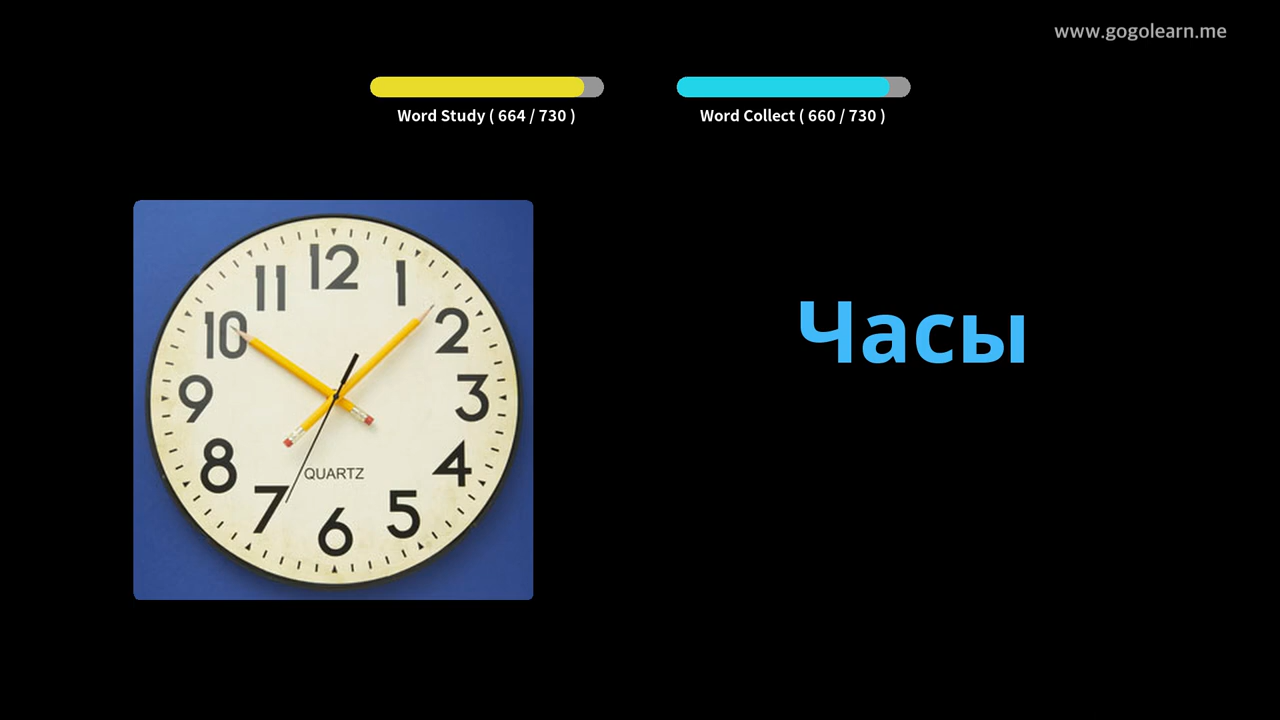 www.gogolearn.me
Word Study ( 664 / 730 )
Word Collect ( 660 / 730 )
12
11
1
10
2
9
3
8
4
7
5
6
QUARTZ
Часы